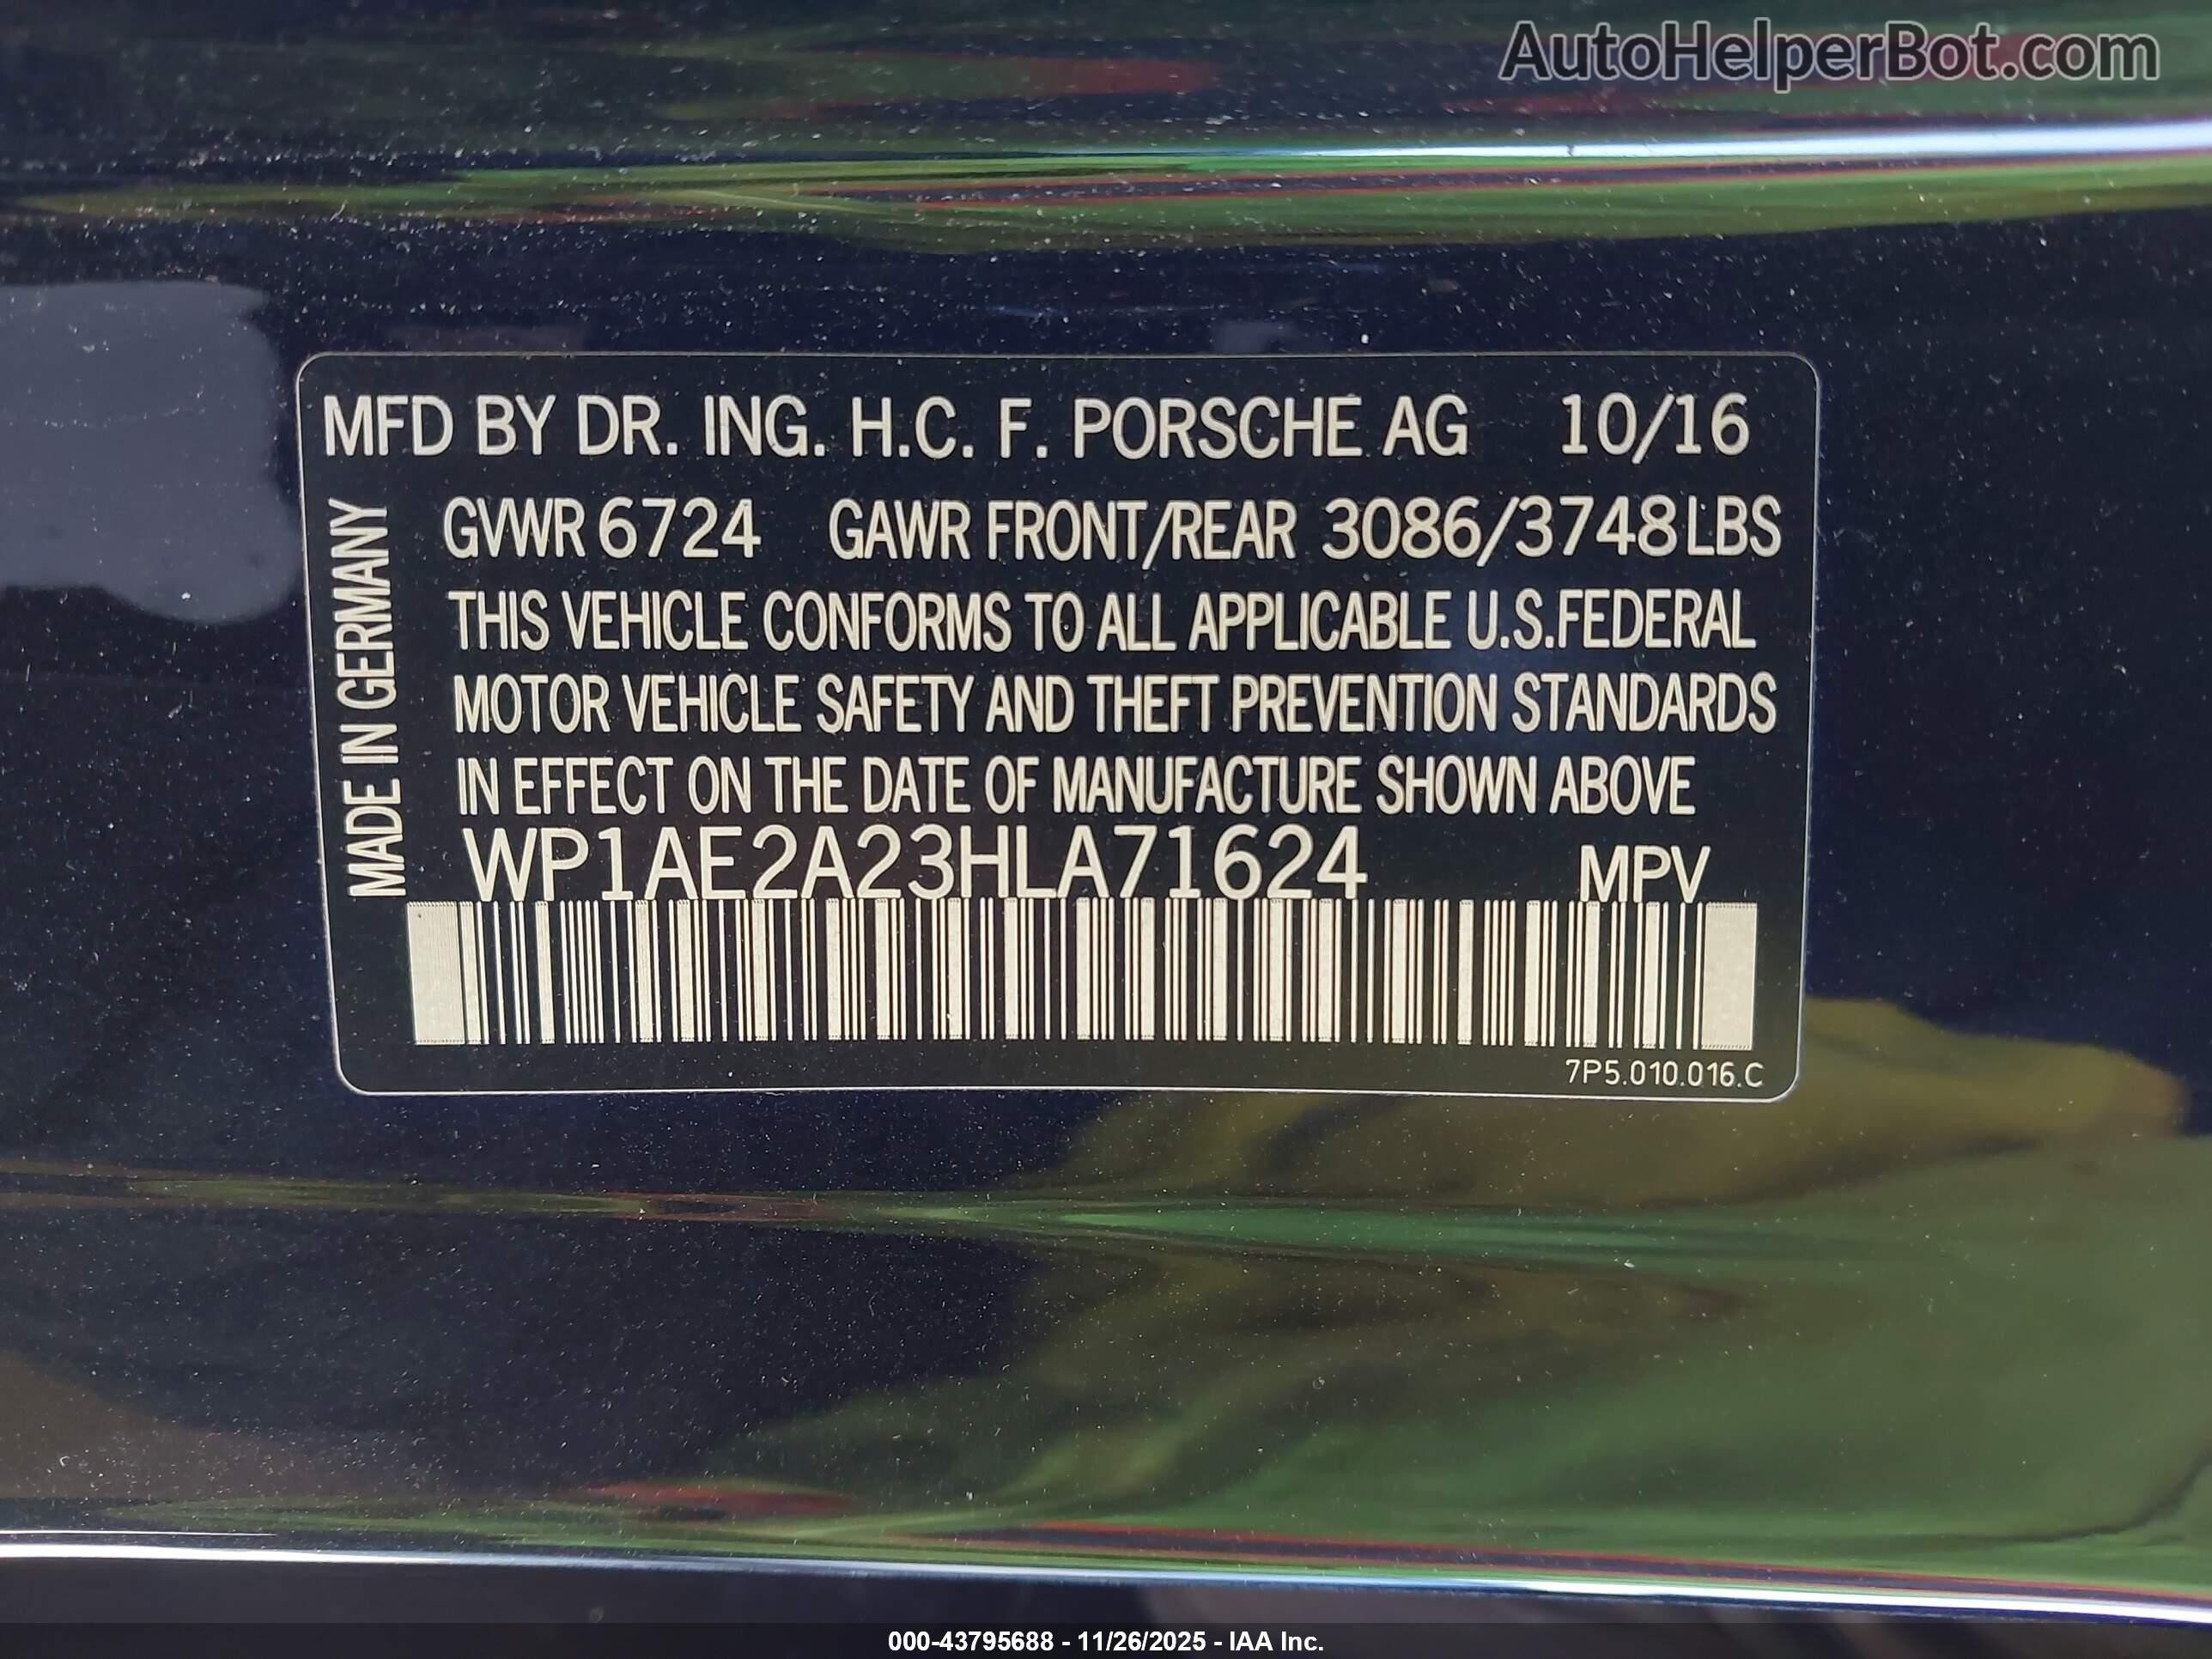 AutoHelperBot.com
MFD BY DR. ING. H.C. F. PORSCHE AG 10/16
MADE IN GERMANY
GVWR 6724 GAWR FRONT/REAR 3086/3748 LBS
THIS VEHICLE CONFORMS TO ALL APPLICABLE U.S.FEDERAL
MOTOR VEHICLE SAFETY AND THEFT PREVENTION STANDARDS
IN EFFECT ON THE DATE OF MANUFACTURE SHOWN ABOVE
WP1AE2A23HLA71624 MPV
7P5.010.016.C
000-43795688 - 11/26/2025 - IAA Inc.